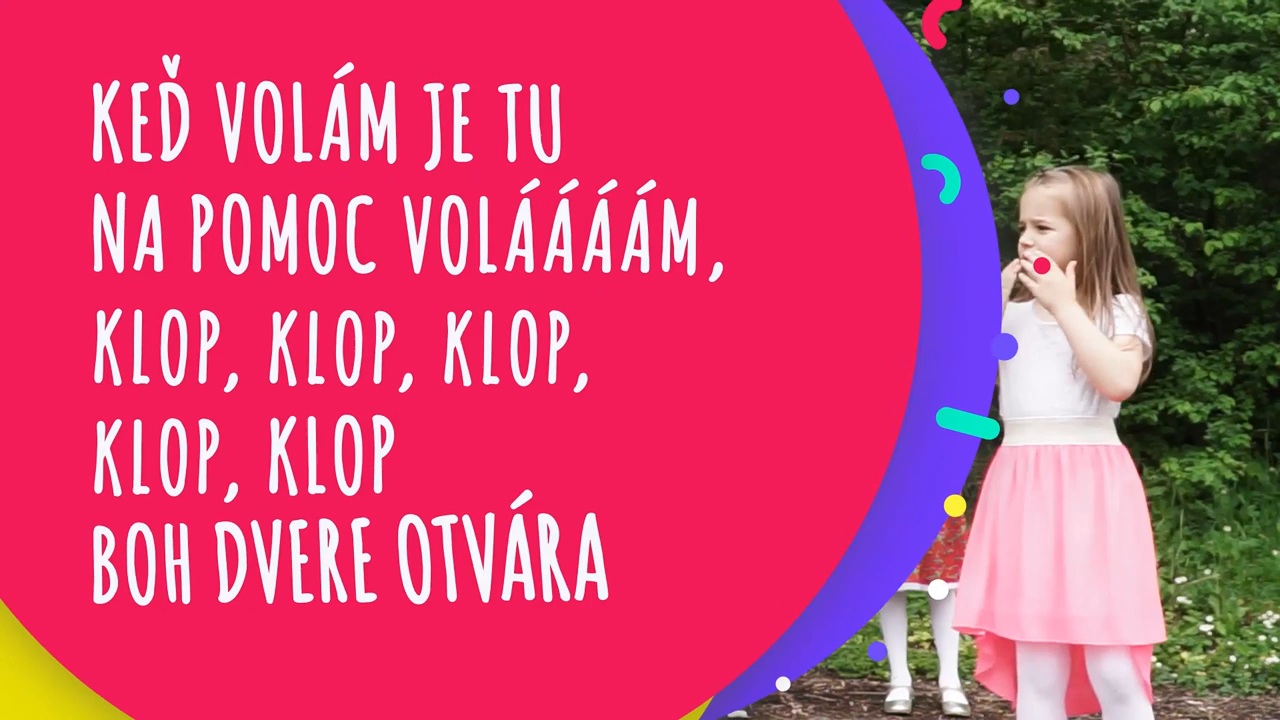 KEĎ VOLÁM JE TU
NA POMOC VOLÁÁÁÁM,
KLOP, KLOP, KLOP,
KLOP, KLOP
BOH DVERE OTVÁRA